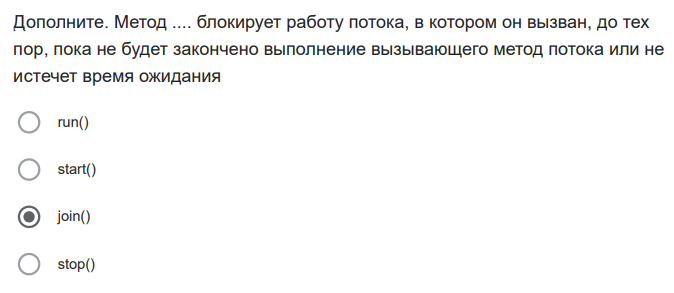 Дополните. Метод .... блокирует работу потока, в котором он вызван, до тех
пор, пока не будет закончено выполнение вызывающего метод потока или не
истечет время ожидания
run()
start()
join()
stop()